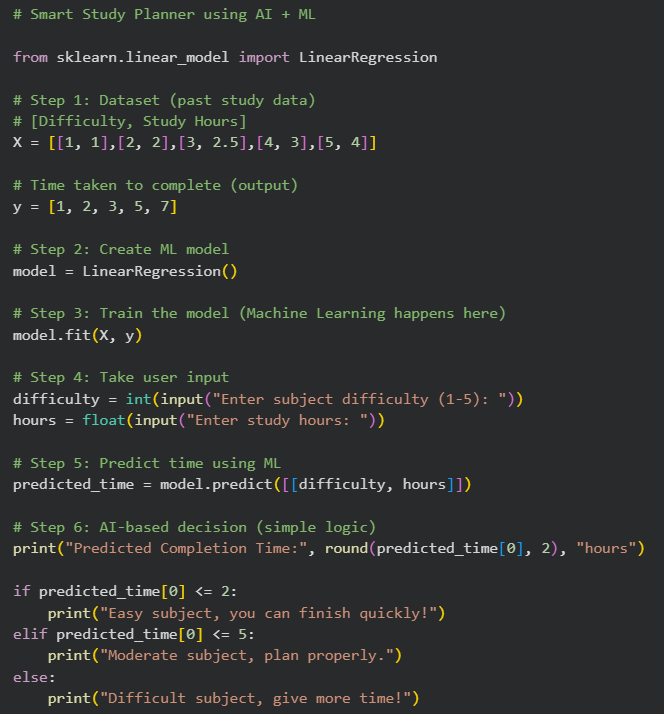 # Smart Study Planner using AI + ML
from sklearn.linear_model import LinearRegression
# Step 1: Dataset (past study data)
# [Difficulty, Study Hours]
X = [[1, 1],[2, 2],[3, 2.5],[4, 3],[5, 4]]
# Time taken to complete (output)
y = [1, 2, 3, 5, 7]
# Step 2: Create ML model
model = LinearRegression()
# Step 3: Train the model (Machine Learning happens here)
model.fit(X, y)
# Step 4: Take user input
difficulty = int(input("Enter subject difficulty (1-5): "))
hours = float(input("Enter study hours: "))
# Step 5: Predict time using ML
predicted_time = model.predict([[difficulty, hours]])
# Step 6: AI-based decision (simple logic)
print("Predicted Completion Time:", round(predicted_time[0], 2), "hours")
if predicted_time[0] <= 2:
    print("Easy subject, you can finish quickly!")
elif predicted_time[0] <= 5:
    print("Moderate subject, plan properly.")
else:
    print("Difficult subject, give more time!")